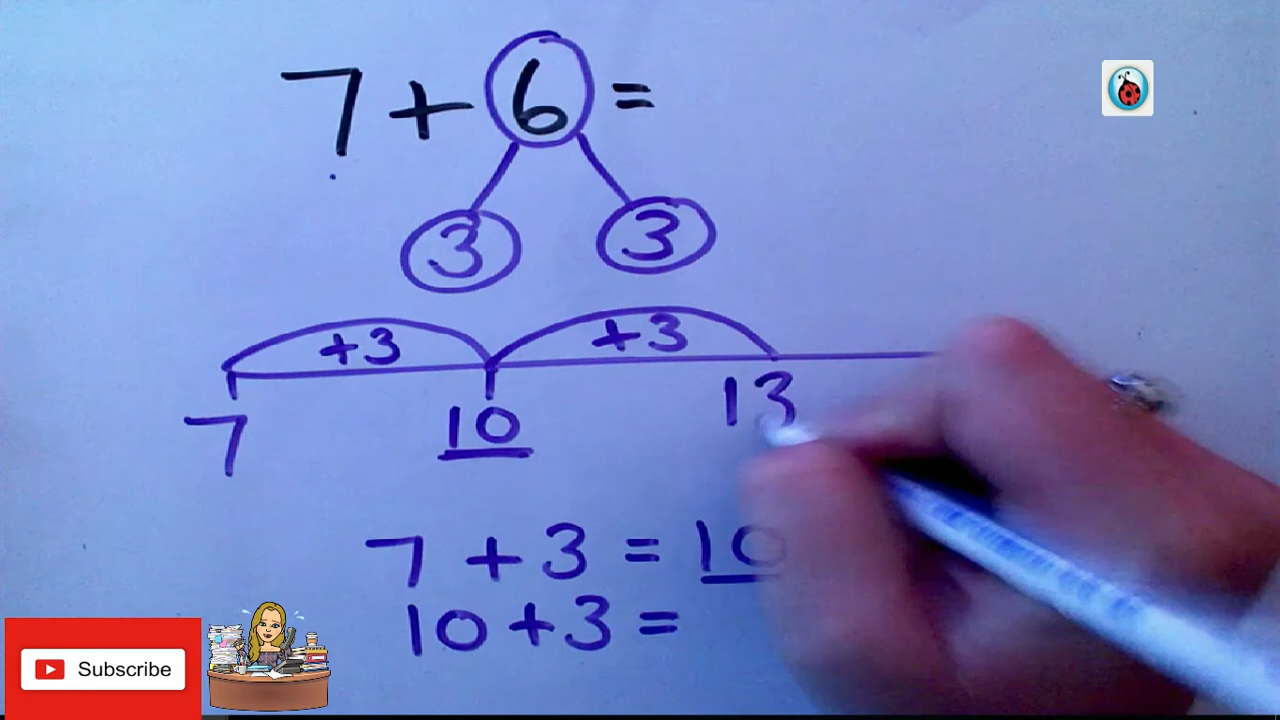 7 + 6 =
3 3
+3 +3
7 10 13
7 + 3 = 10
10 + 3 =
Subscribe